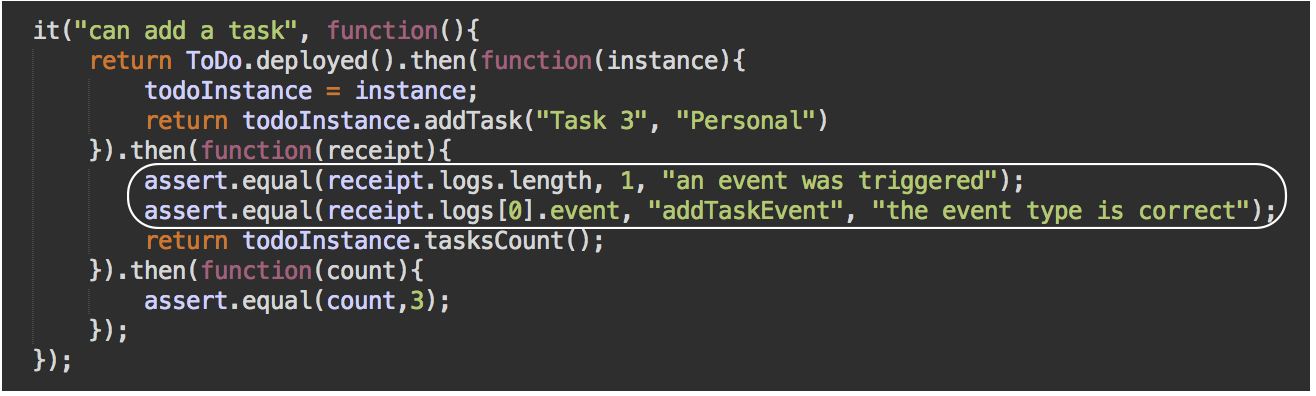 it("can add a task", function(){
return ToDo.deployed().then(function(instance){
todoInstance = instance;
return todoInstance.addTask("Task 3", "Personal")
}).then(function(receipt){
assert.equal(receipt.logs.length, 1, "an event was triggered");
assert.equal(receipt.logs[0].event, "addTaskEvent", "the event type is correct");
return todoInstance.tasksCount();
}).then(function(count){
assert.equal(count,3);
});
});